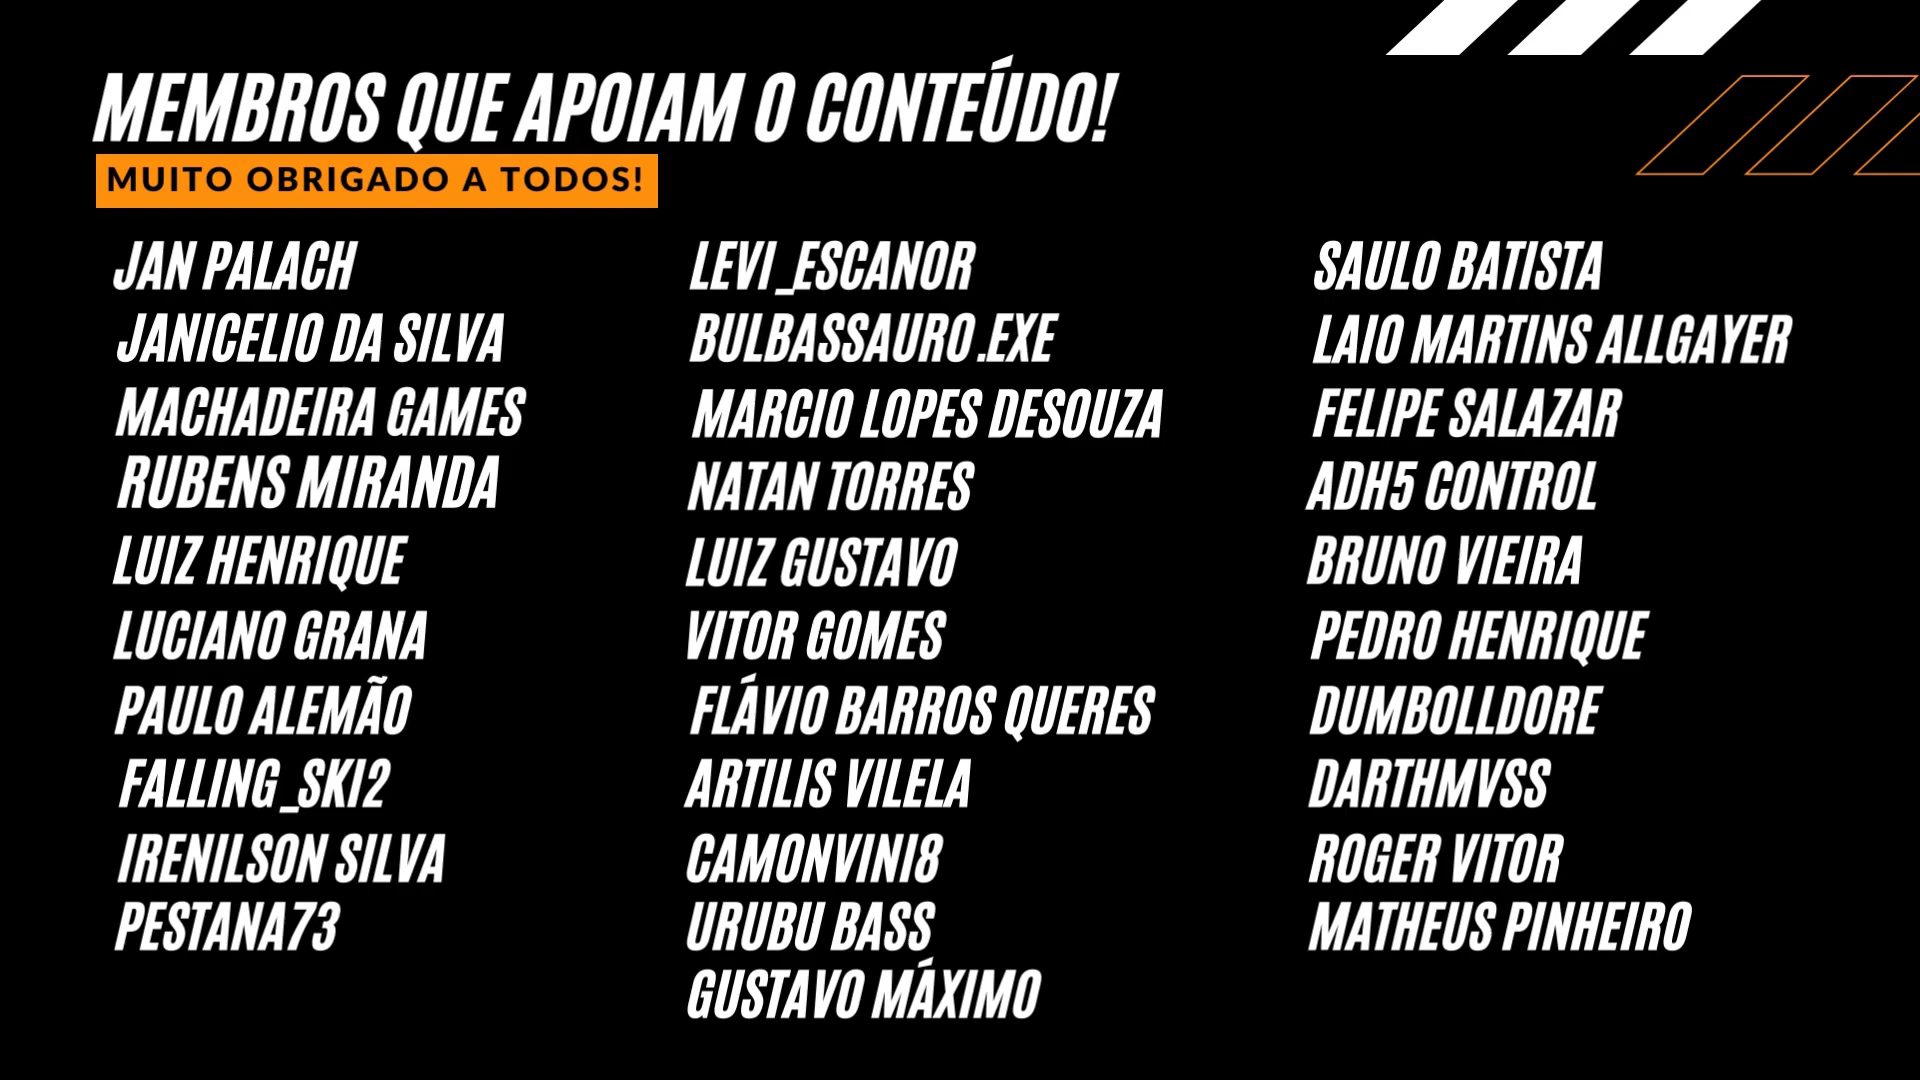 MEMBROS QUE APOIAM O CONTEÚDO!
MUITO OBRIGADO A TODOS!
JAN PALACH
JANICELIO DA SILVA
MACHADEIRA GAMES
RUBENS MIRANDA
LUIZ HENRIQUE
LUCIANO GRANA
PAULO ALEMÃO
FALLING_SKI2
IRENILSON SILVA
PESTANA73
LEVI_ESCANOR
BULBASSAURO.EXE
MARCIO LOPES DESOUZA
NATAN TORRES
LUIZ GUSTAVO
VITOR GOMES
FLÁVIO BARROS QUERES
ARTILIS VILELA
CAMONVINI8
URUBU BASS
GUSTAVO MÁXIMO
SAULO BATISTA
LAIO MARTINS ALLGAYER
FELIPE SALAZAR
ADH5 CONTROL
BRUNO VIEIRA
PEDRO HENRIQUE
DUMBOLLDORE
DARTHMVSS
ROGER VITOR
MATHEUS PINHEIRO